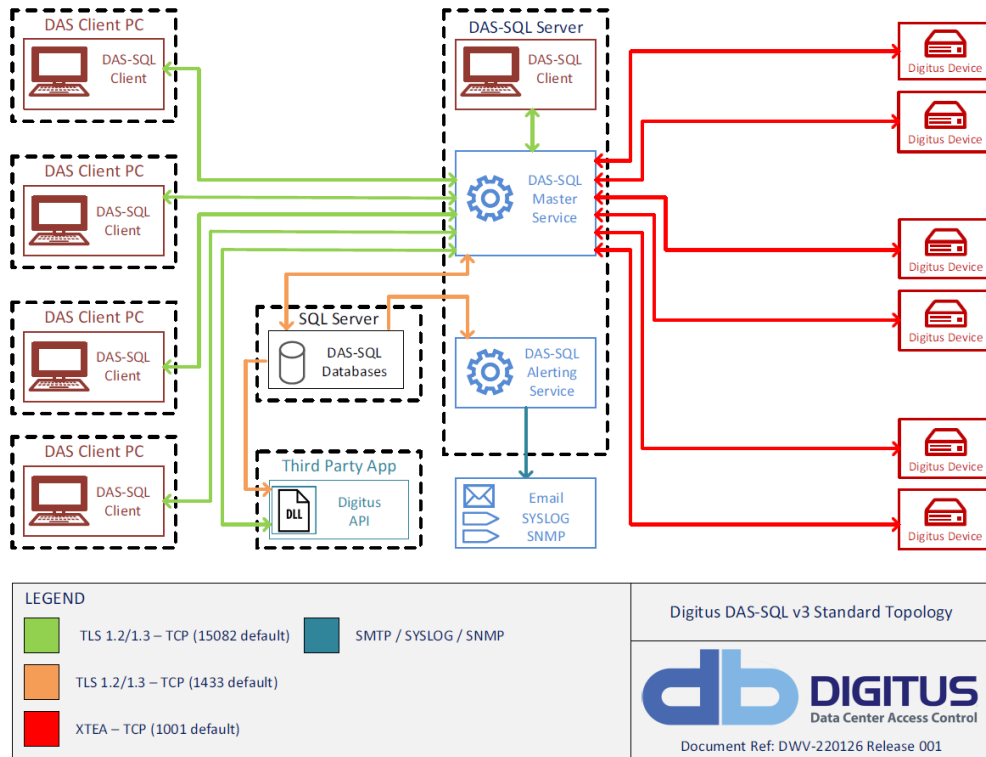 DAS Client PC
DAS-SQL
Client
DAS Client PC
DAS-SQL
Client
DAS Client PC
DAS-SQL
Client
DAS Client PC
DAS-SQL
Client
DAS-SQL Server
DAS-SQL
Client
DAS-SQL
Master
Service
SQL Server
DAS-SQL
Databases
DAS-SQL
Alerting
Service
Third Party App
DLL
Digitus
API
Email
SYSLOG
SNMP
Digitus Device
Digitus Device
Digitus Device
Digitus Device
Digitus Device
Digitus Device
LEGEND
TLS 1.2/1.3 – TCP (15082 default)
SMTP / SYSLOG / SNMP
TLS 1.2/1.3 – TCP (1433 default)
XTEA – TCP (1001 default)
Digitus DAS-SQL v3 Standard Topology
db
DIGITUS
Data Center Access Control
Document Ref: DWV-220126 Release 001